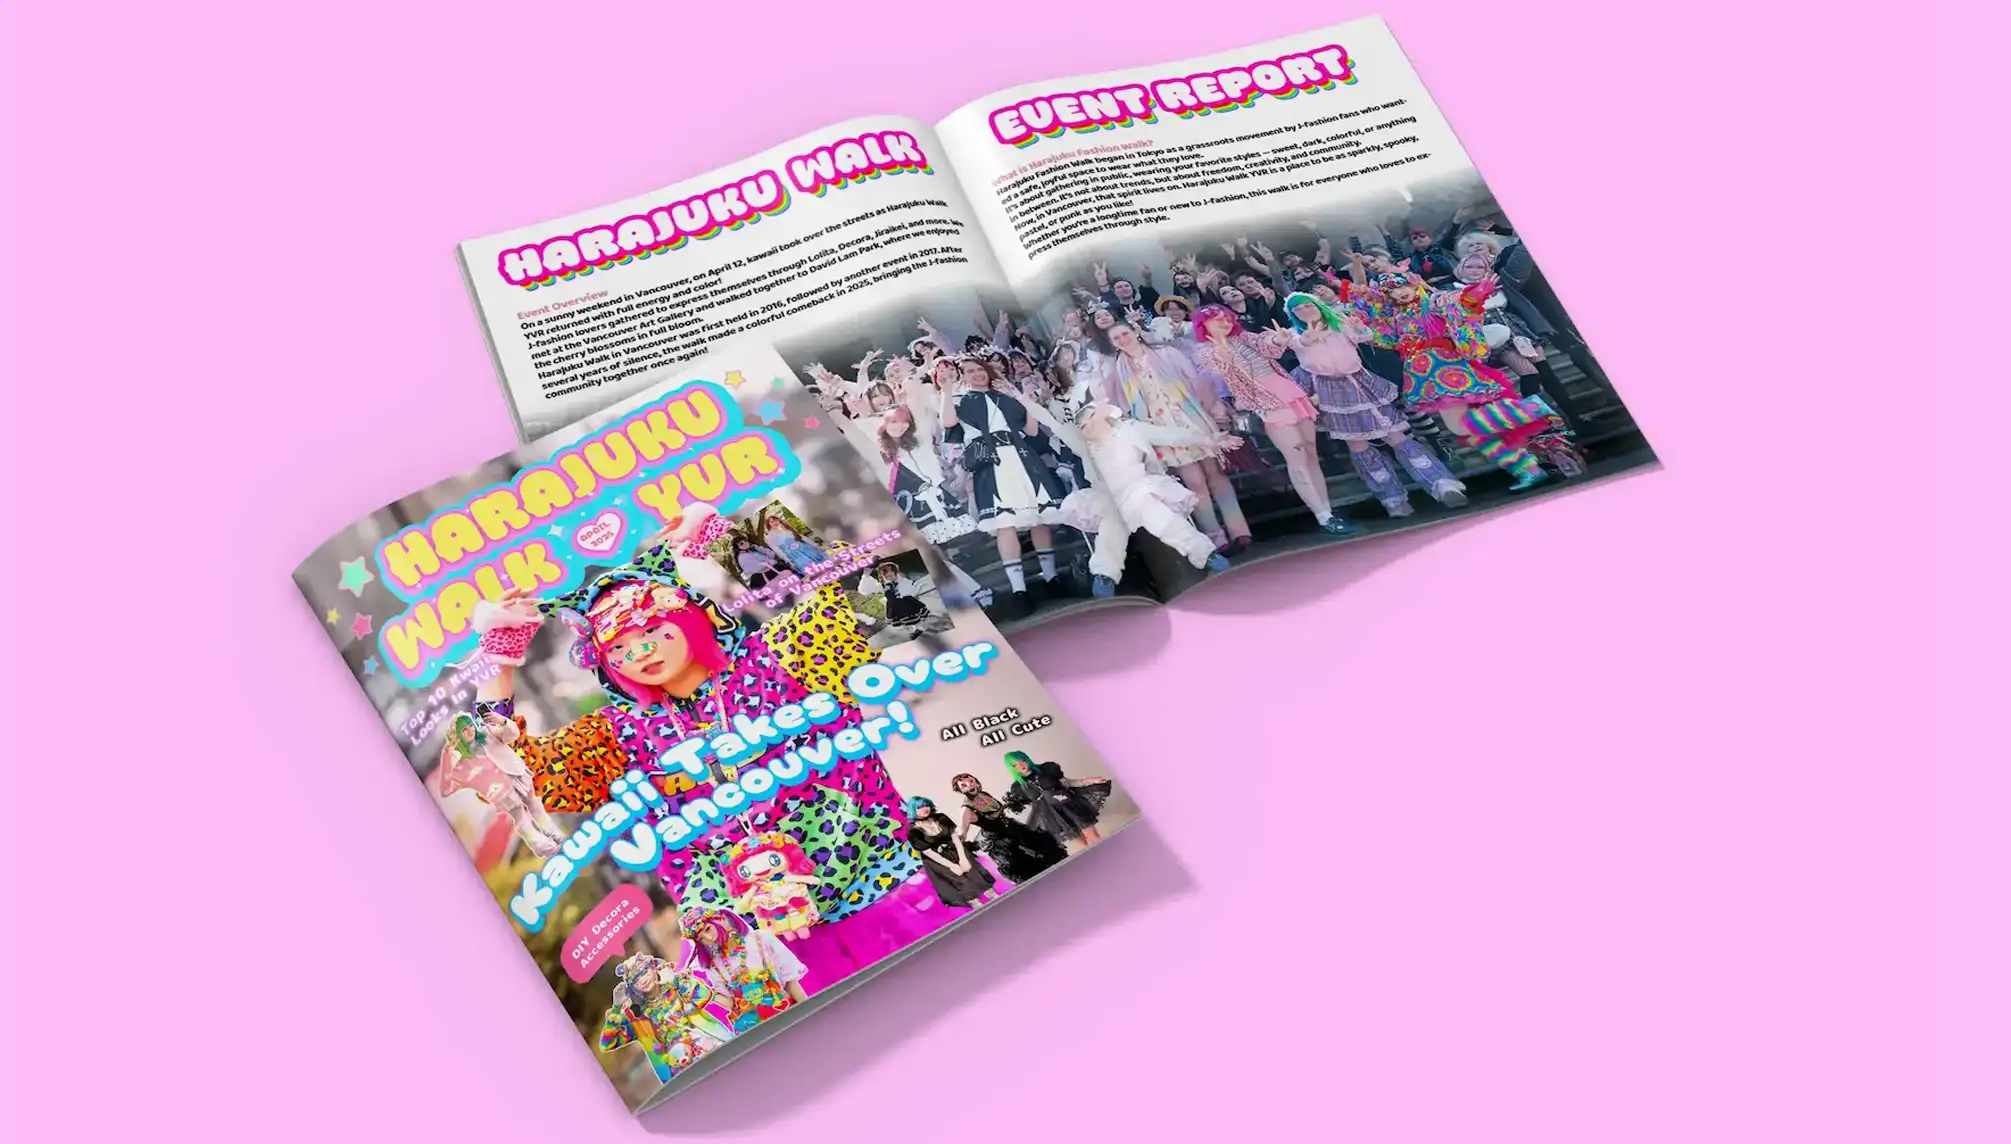 HARAJUKU WALK
Event Overview
On a sunny weekend in Vancouver, on April 12, kawaii took over the streets as Harajuku Walk
YVR returned with full energy and color!
J-fashion lovers gathered to express themselves through Lolita, Decora, Jiraikei, and more. We
met at the Vancouver Art Gallery and walked together to David Lam Park, where we enjoyed
the cherry blossoms in full bloom.
Harajuku Walk in Vancouver was first held in 2016, followed by another event in 2017. After
several years of silence, the walk made a colorful comeback in 2025, bringing the J-fashion
community together once again!
EVENT REPORT
What is Harajuku Fashion Walk?
Harajuku Fashion Walk began in Tokyo as a grassroots movement by J-fashion fans who want-
ed a safe, joyful space to wear what they love.
It's about gathering in public, wearing your favorite styles — sweet, dark, colorful, or anything
in between. It's not about trends, but about freedom, creativity, and community.
Now, in Vancouver, that spirit lives on. Harajuku Walk YVR is a place to be as sparkly, spooky,
pastel, or punk as you like!
Whether you're a longtime fan or new to J-fashion, this walk is for everyone who loves to ex-
press themselves through style.
HARAJUKU
WALK
APRIL
2025
YVR
Lolita on the Streets
of Vancouver
Top 10 Kwaii
Looks in YVR
Kawaii Takes Over
Vancouver!
All Black
All Cute
DIY Decora
Accessories